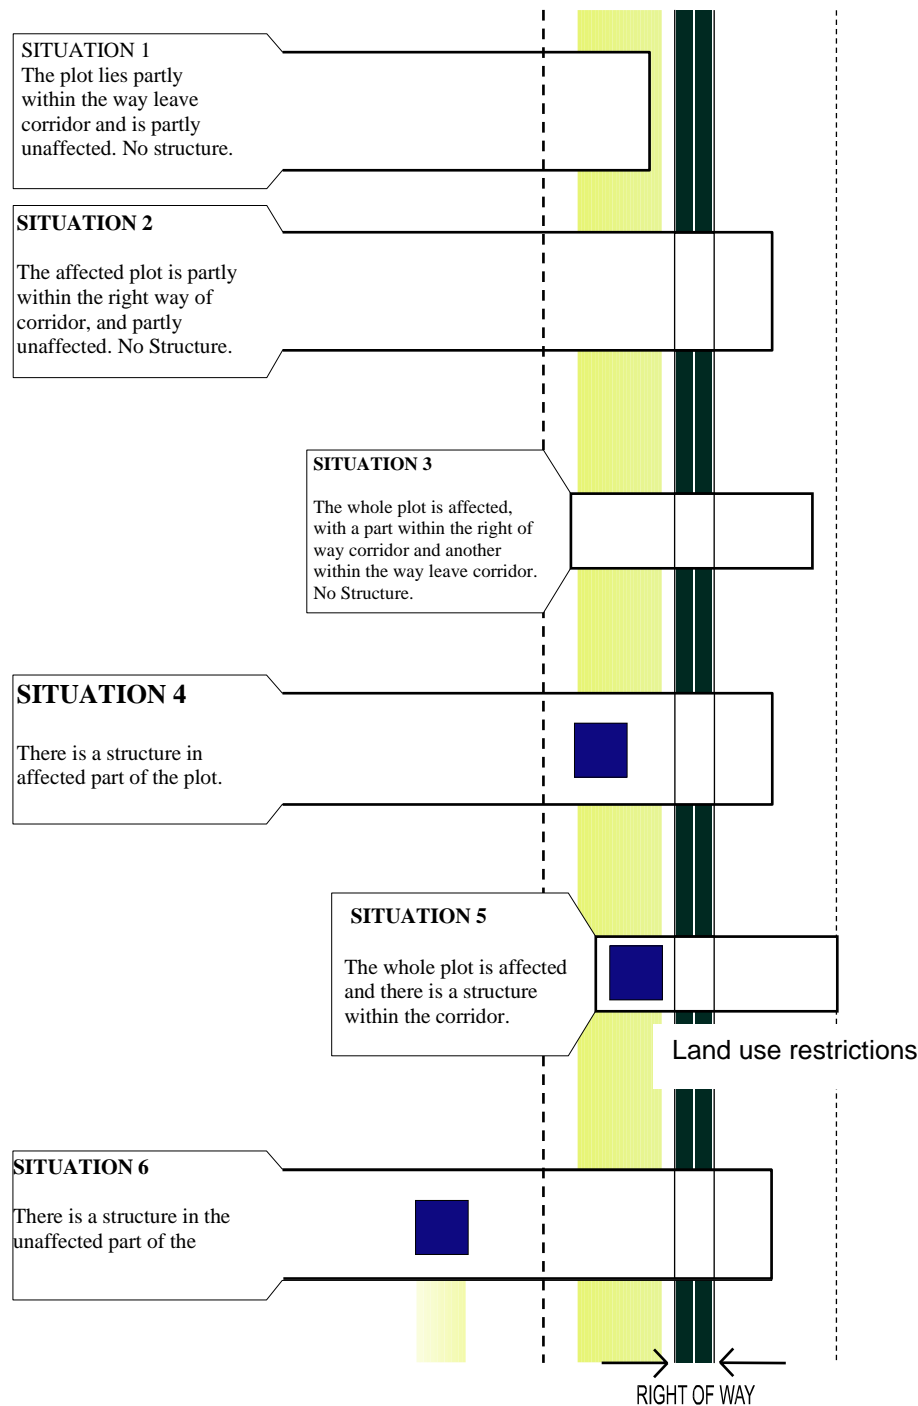 SITUATION 1
The plot lies partly
within the way leave
corridor and is partly
unaffected. No structure.
SITUATION 2
The affected plot is partly
within the right way of
corridor, and partly
unaffected. No Structure.
SITUATION 3
The whole plot is affected,
with a part within the right of
way corridor and another
within the way leave corridor.
No Structure.
SITUATION 4
There is a structure in
affected part of the plot.
SITUATION 5
The whole plot is affected
and there is a structure
within the corridor.
Land use restrictions
SITUATION 6
There is a structure in the
unaffected part of the
RIGHT OF WAY